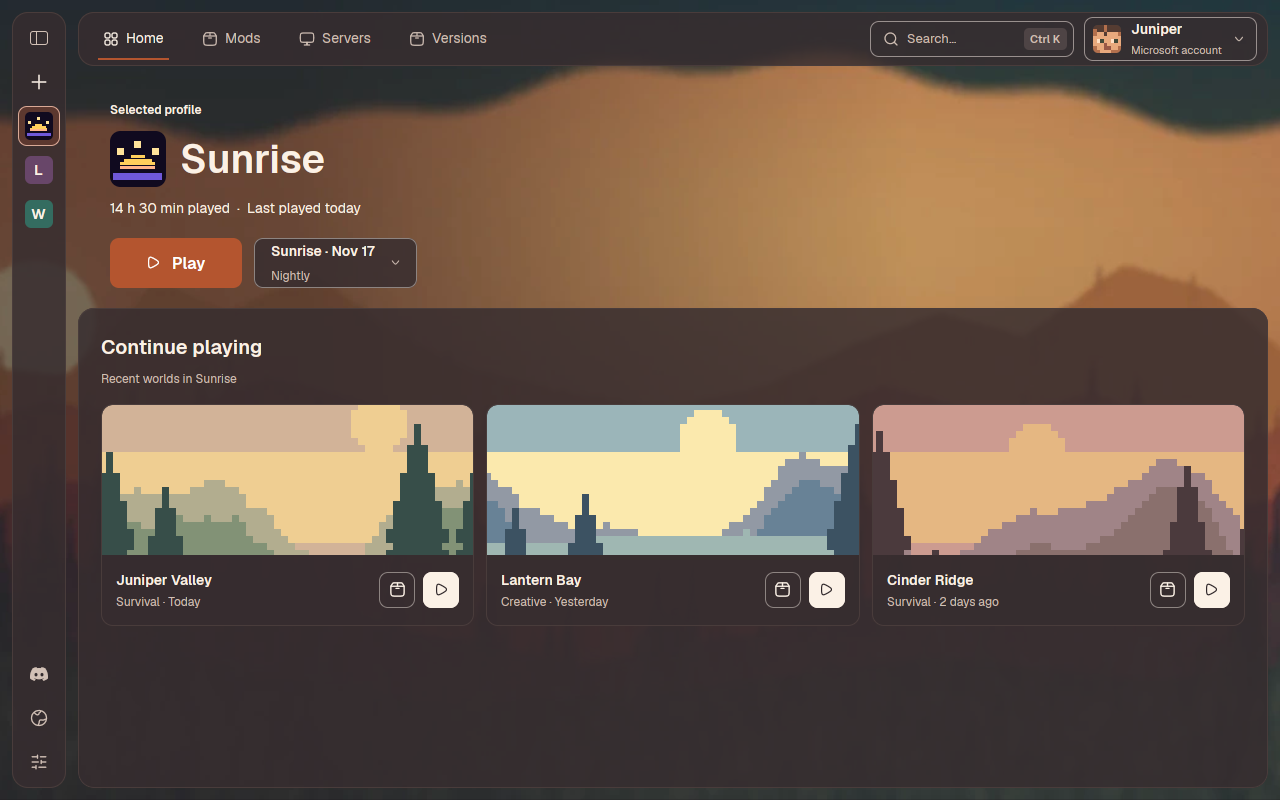 Home
Mods
Servers
Versions
Search...
Ctrl K
Juniper
Microsoft account
L
W
Selected profile
Sunrise
14 h 30 min played · Last played today
Play
Sunrise · Nov 17
Nightly
Continue playing
Recent worlds in Sunrise
Juniper Valley
Survival · Today
Lantern Bay
Creative · Yesterday
Cinder Ridge
Survival · 2 days ago